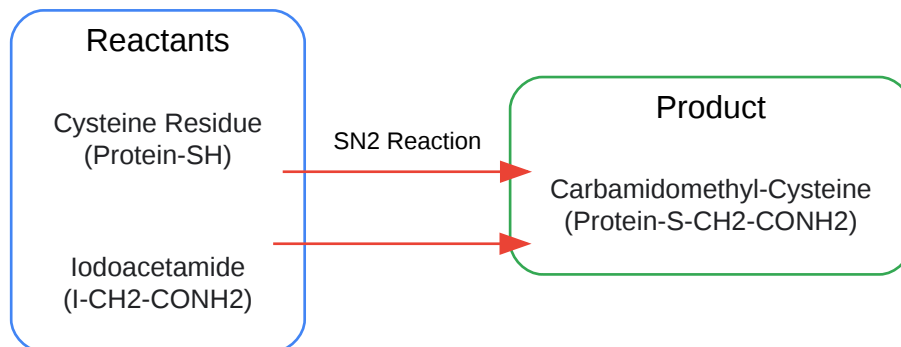 Reactants
Cysteine Residue
(Protein-SH)
Iodoacetamide
(I-CH2-CONH2)
SN2 Reaction
Product
Carbamidomethyl-Cysteine
(Protein-S-CH2-CONH2)